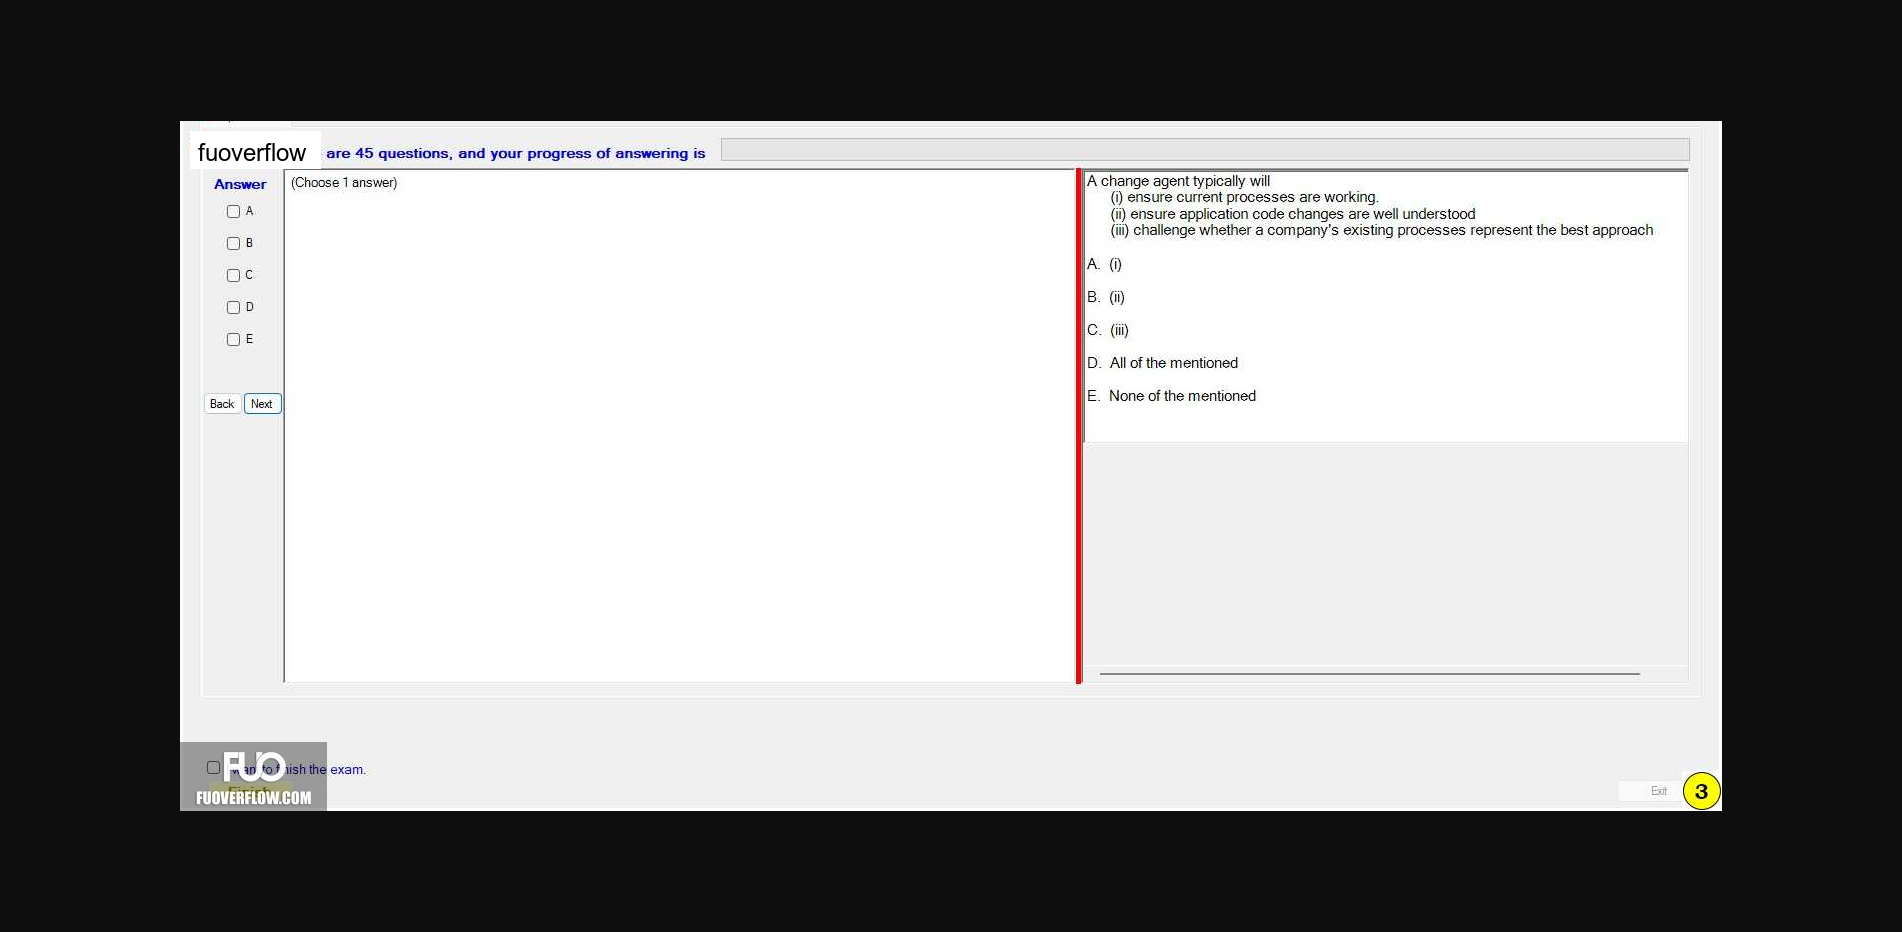 fuoverflow are 45 questions, and your progress of answering is
Answer
A
B
C
D
E
Back Next
(Choose 1 answer)
A change agent typically will
(i) ensure current processes are working.
(ii) ensure application code changes are well understood
(iii) challenge whether a company's existing processes represent the best approach
A. (i)
B. (ii)
C. (iii)
D. All of the mentioned
E. None of the mentioned
want to finish the exam.
Finish
FUO
FUOVERFLOW.COM
Exit
3